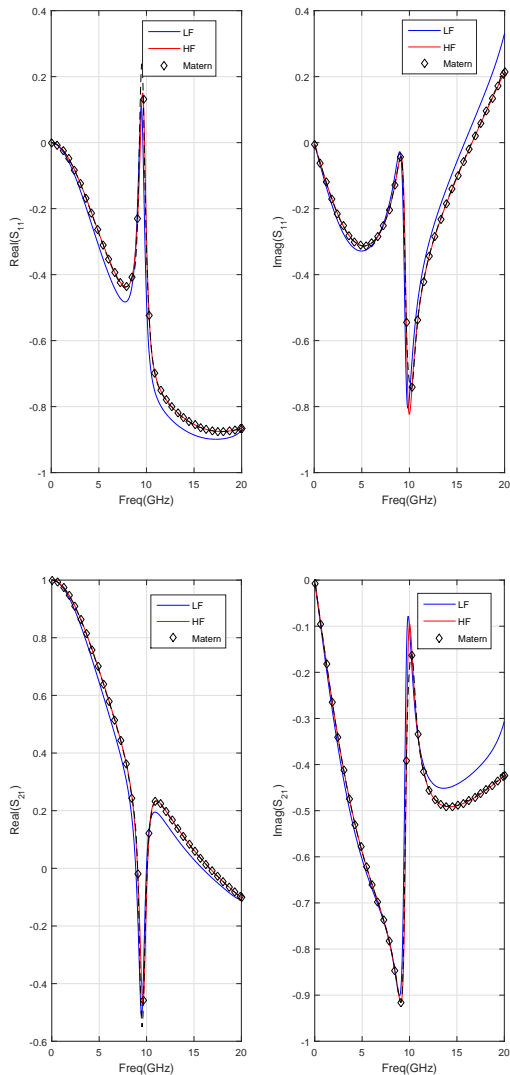 0.4
0.2
0
-0.2
-0.4
-0.6
-0.8
-1
0
5
10
15
20
Freq(GHz)
Real(S11)
LF
HF
Matern
0.4
0.2
0
-0.2
-0.4
-0.6
-0.8
-1
0
5
10
15
20
Freq(GHz)
Imag(S11)
LF
HF
Matern
1
0.8
0.6
0.4
0.2
0
-0.2
-0.4
-0.6
0
5
10
15
20
Freq(GHz)
Real(S21)
LF
HF
Matern
0
-0.1
-0.2
-0.3
-0.4
-0.5
-0.6
-0.7
-0.8
-0.9
-1
0
5
10
15
20
Freq(GHz)
Imag(S21)
LF
HF
Matern